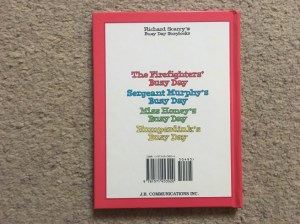 Richard Scarry's
Busy Day Storybooks
The Firefighters'
Busy Day
Sergeant Murphy's
Busy Day
Miss Honey's
Busy Day
Humperdink's
Busy Day
J.B. COMMUNICATIONS INC.